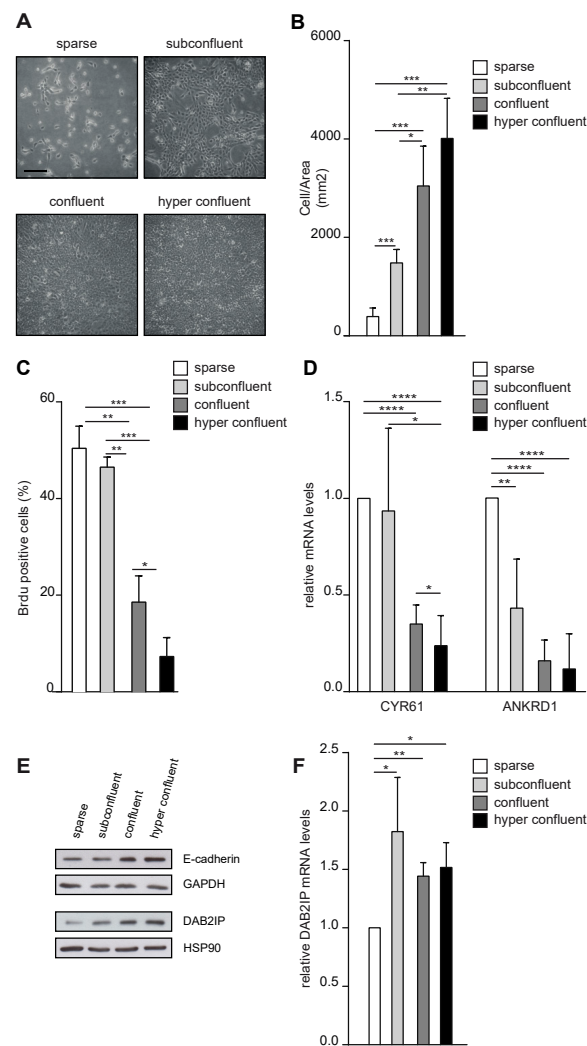 A
sparse
subconfluent
confluent
hyper confluent
B
6000
4000
2000
0
Cell/Area
(mm2)
***
**
***
*
***
sparse
subconfluent
confluent
hyper confluent
C
60
40
20
0
Brdu positive cells (%)
***
**
***
**
*
sparse
subconfluent
confluent
hyper confluent
D
1.5
1.0
0.5
0.0
relative mRNA levels
****
****
*
*
****
****
**
CYR61
ANKRD1
sparse
subconfluent
confluent
hyper confluent
E
sparse
subconfluent
confluent
hyper confluent
E-cadherin
GAPDH
DAB2IP
HSP90
F
2.5
2.0
1.5
1.0
0.5
0.0
relative DAB2IP mRNA levels
*
**
*
sparse
subconfluent
confluent
hyper confluent